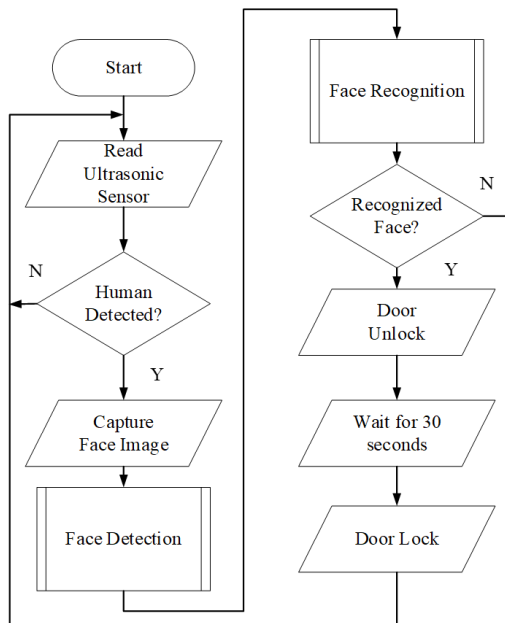 Start
Read
Ultrasonic
Sensor
N
Human
Detected?
Y
Capture
Face Image
Face Detection
Face Recognition
N
Recognized
Face?
Y
Door
Unlock
Wait for 30
seconds
Door Lock